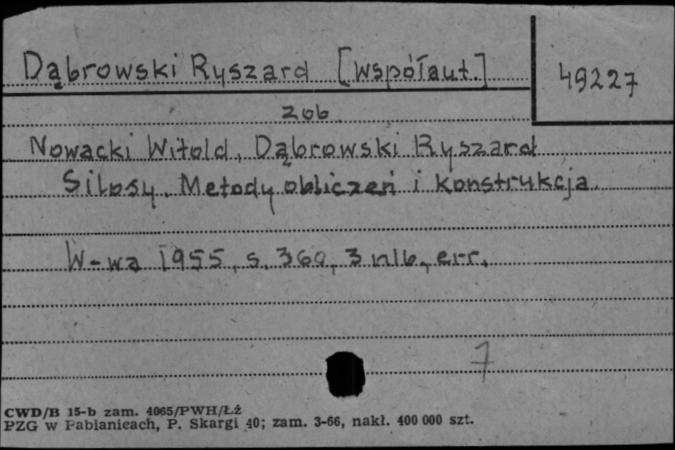 Dąbrowski Ryszard [współaut.]
49227
zob.
Nowacki Witold, Dąbrowski Ryszard
Silosy. Metody obliczeń i konstrukcja.
W-wa 1955, s. 360, 3 nlb., err.
7
CWD/B 15-b zam. 4065/PWH/Łź
PZG w Pabianicach, P. Skargi 40; zam. 3-66, nakł. 400 000 szt.